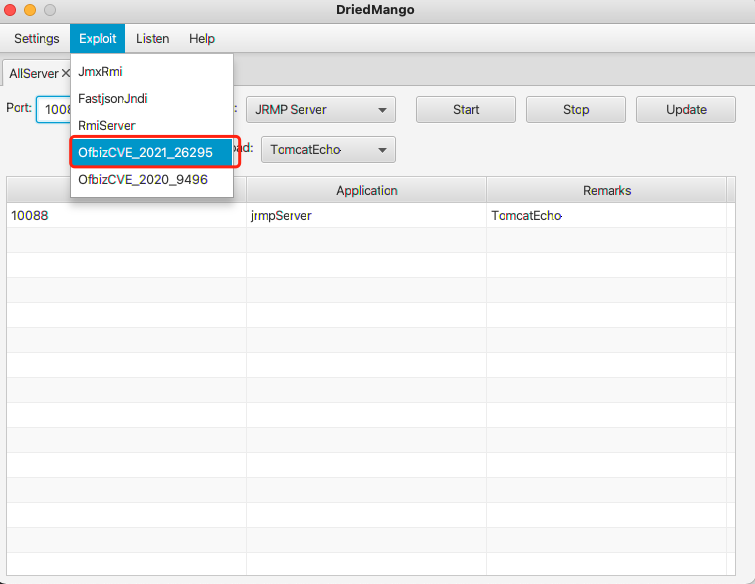 DriedMango
Settings Exploit Listen Help
AllServer
JmxRmi
FastjsonJndi
RmiServer
OfbizCVE_2021_26295
OfbizCVE_2020_9496
Port: 1008 : JRMP Server Start Stop Update
ad: TomcatEcho
Application Remarks
10088 jrmpServer TomcatEcho